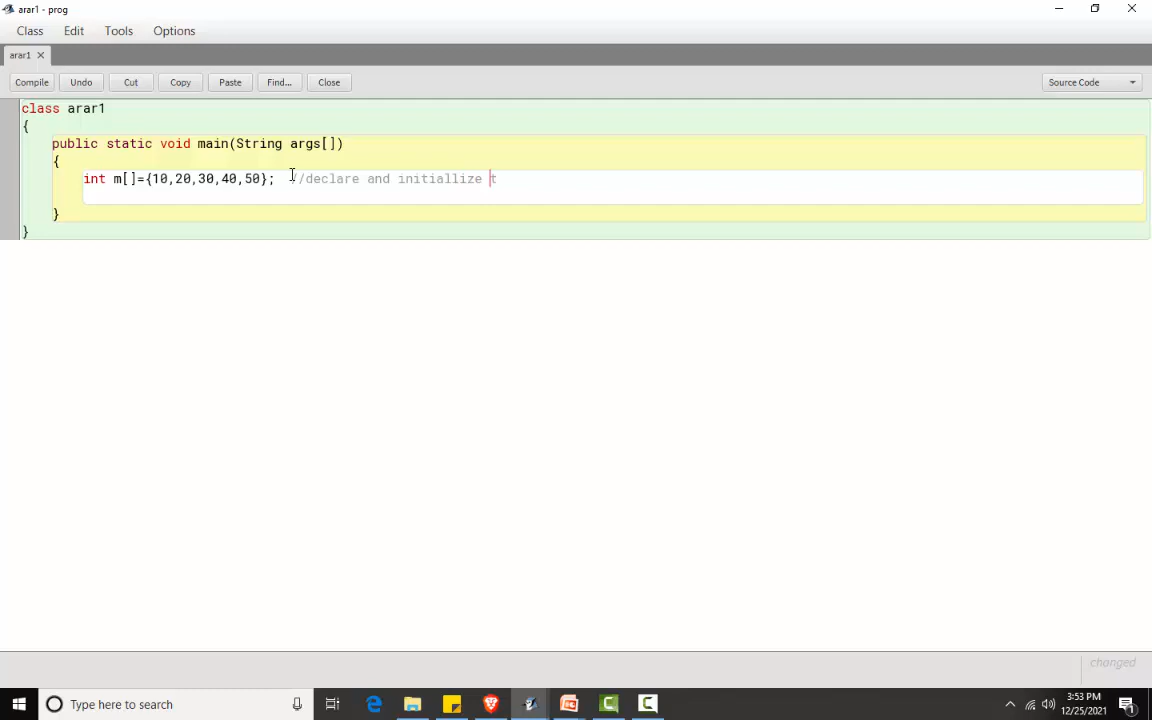 arar1 - prog
Class Edit Tools Options
arar1
Compile Undo Cut Copy Paste Find... Close Source Code
class arar1
{
public static void main(String args[])
{
int m[]={10,20,30,40,50}; //declare and initiallize t
}
}
changed
Type here to search
3:53 PM
12/25/2021
1